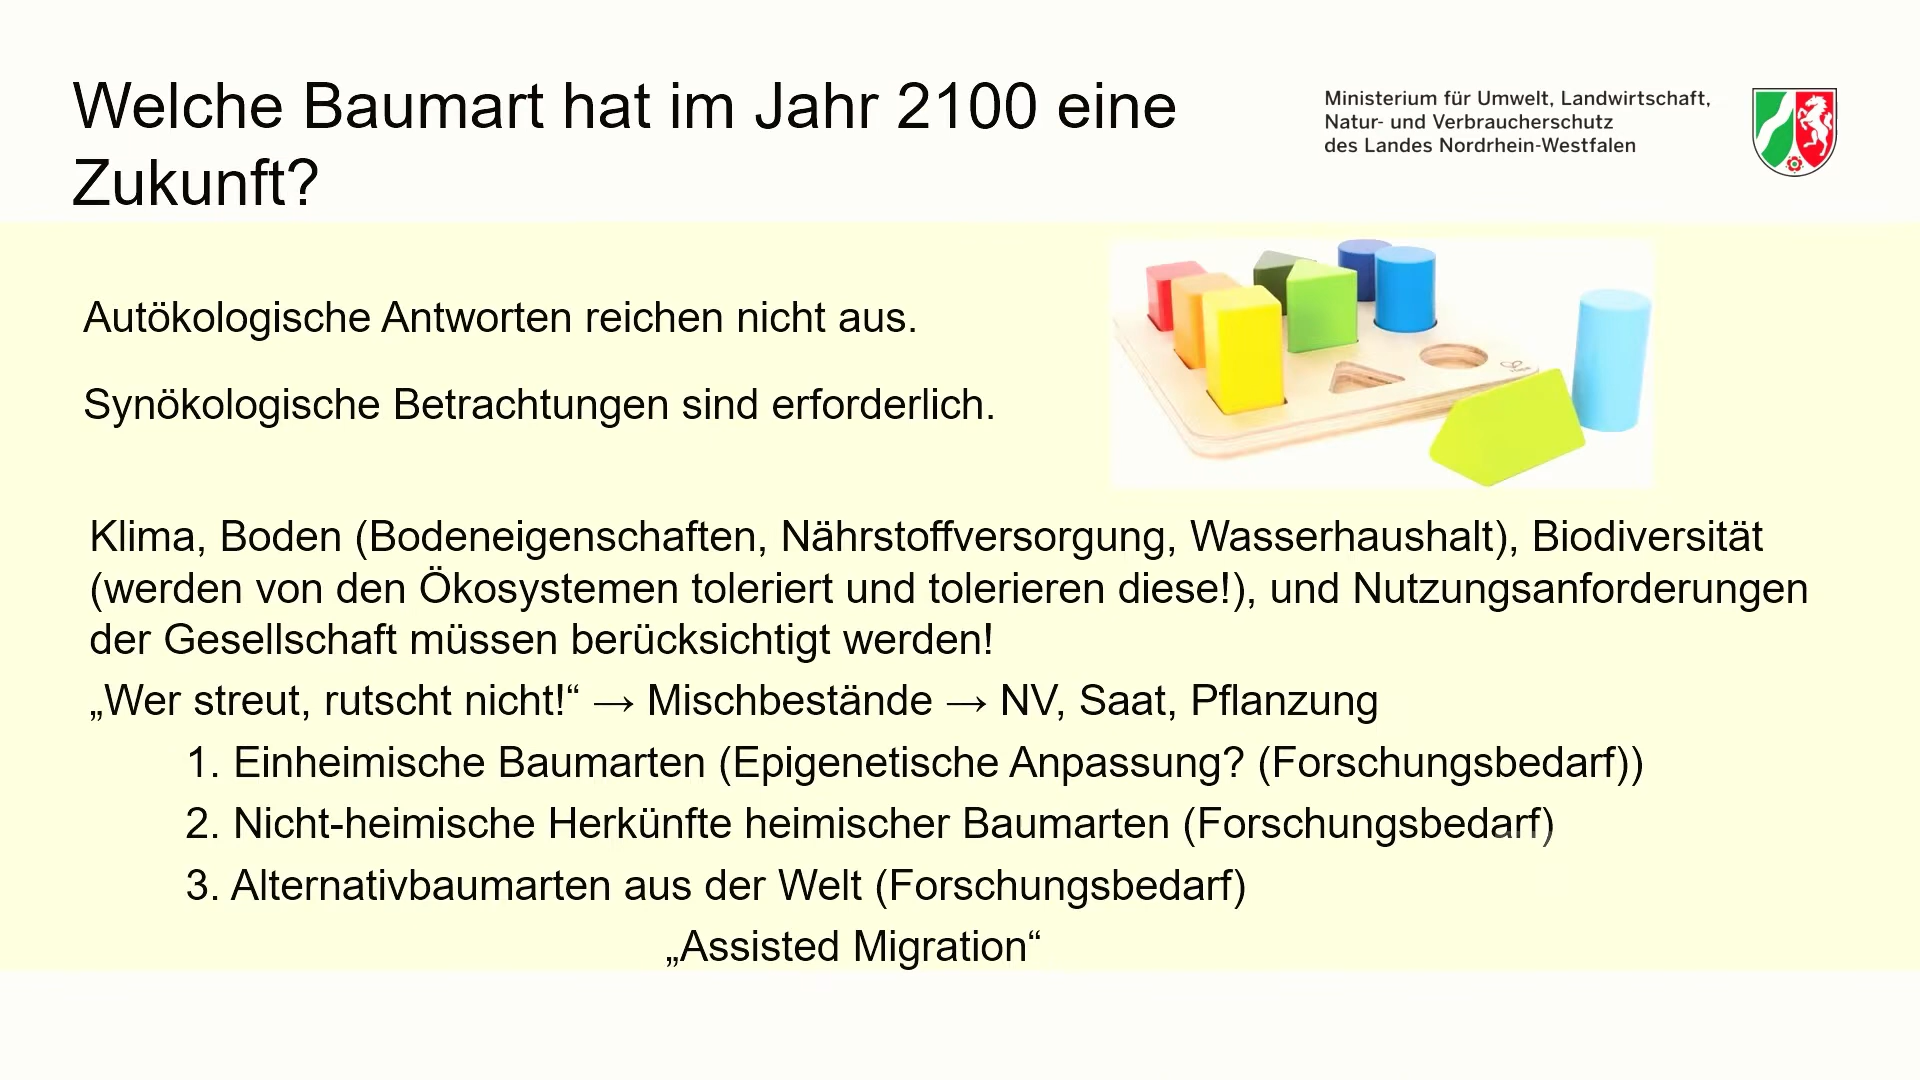 Welche Baumart hat im Jahr 2100 eine
Zukunft?
Ministerium für Umwelt, Landwirtschaft,
Natur- und Verbraucherschutz
des Landes Nordrhein-Westfalen
Autökologische Antworten reichen nicht aus.
Synökologische Betrachtungen sind erforderlich.
Klima, Boden (Bodeneigenschaften, Nährstoffversorgung, Wasserhaushalt), Biodiversität
(werden von den Ökosystemen toleriert und tolerieren diese!), und Nutzungsanforderungen
der Gesellschaft müssen berücksichtigt werden!
„Wer streut, rutscht nicht!“ → Mischbestände → NV, Saat, Pflanzung
1. Einheimische Baumarten (Epigenetische Anpassung? (Forschungsbedarf))
2. Nicht-heimische Herkünfte heimischer Baumarten (Forschungsbedarf)
3. Alternativbaumarten aus der Welt (Forschungsbedarf)
„Assisted Migration“